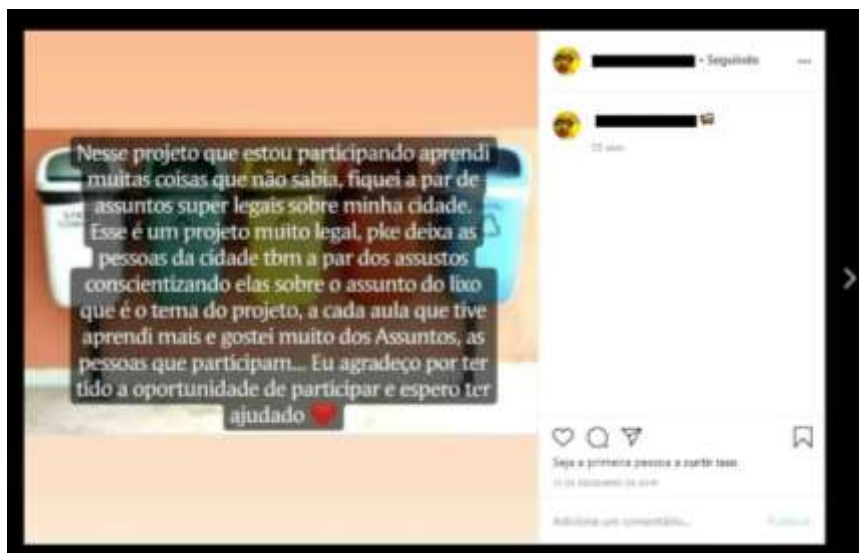 • Seguindo
Nesse projeto que estou participando aprendi
muitas coisas que não sabia, fiquei a par de
assuntos super legais sobre minha cidade.
Esse é um projeto muito legal, pke deixa as
pessoas da cidade tbm a par dos assustos
conscientizando elas sobre o assunto do lixo
que é o tema do projeto, a cada aula que tive
aprendi mais e gostei muito dos Assuntos, as
pessoas que participam... Eu agradeço por ter
tido a oportunidade de participar e espero ter
ajudado ❤️
Seja a primeira pessoa a curtir isso
Adicione um comentário...